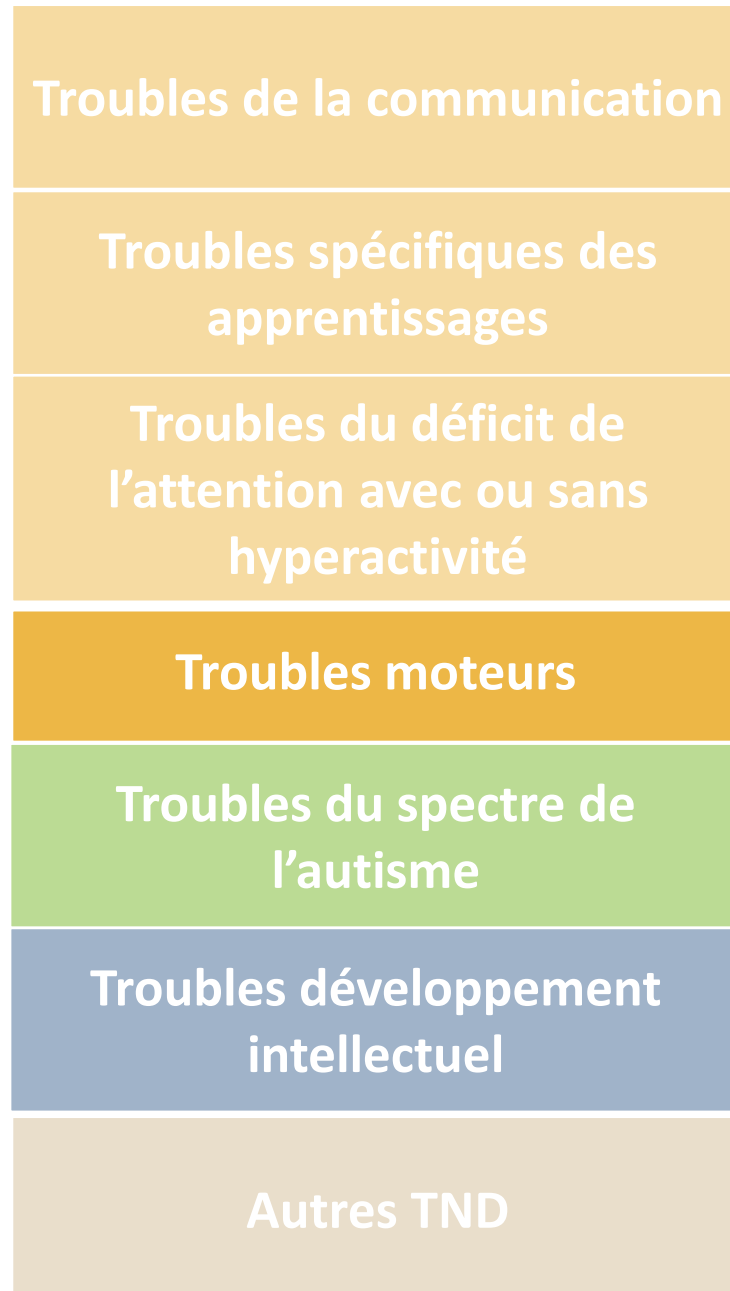 Troubles de la communication
Troubles spécifiques des
apprentissages
Troubles du déficit de
l’attention avec ou sans
hyperactivité
Troubles moteurs
Troubles du spectre de
l’autisme
Troubles développement
intellectuel
Autres TND